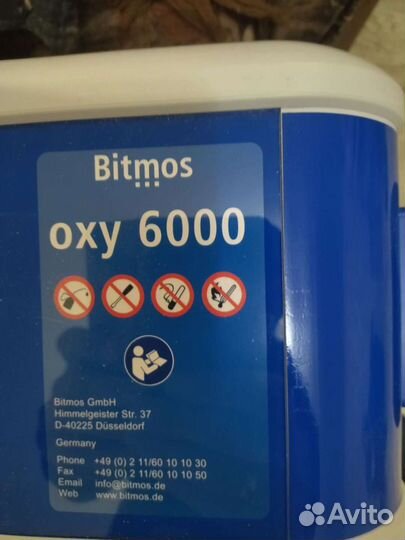 Bitmos
oxy 6000
Bitmos GmbH
Himmelgeister Str. 37
D-40225 Düsseldorf
Germany
Phone +49 (0) 2 11/60 10 10 30
Fax +49 (0) 2 11/60 10 10 50
Email info@bitmos.de
Web www.bitmos.de
Avito